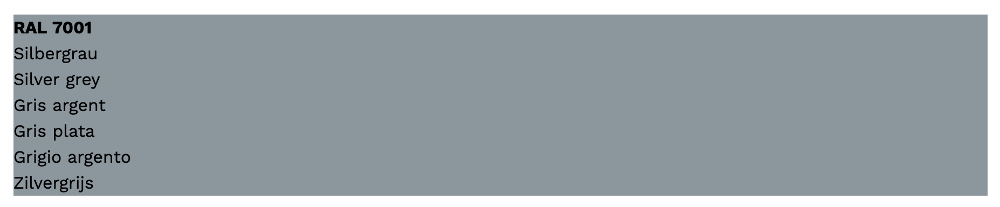 RAL 7001
Silbergrau
Silver grey
Gris argent
Gris plata
Grigio argento
Zilvergrijs